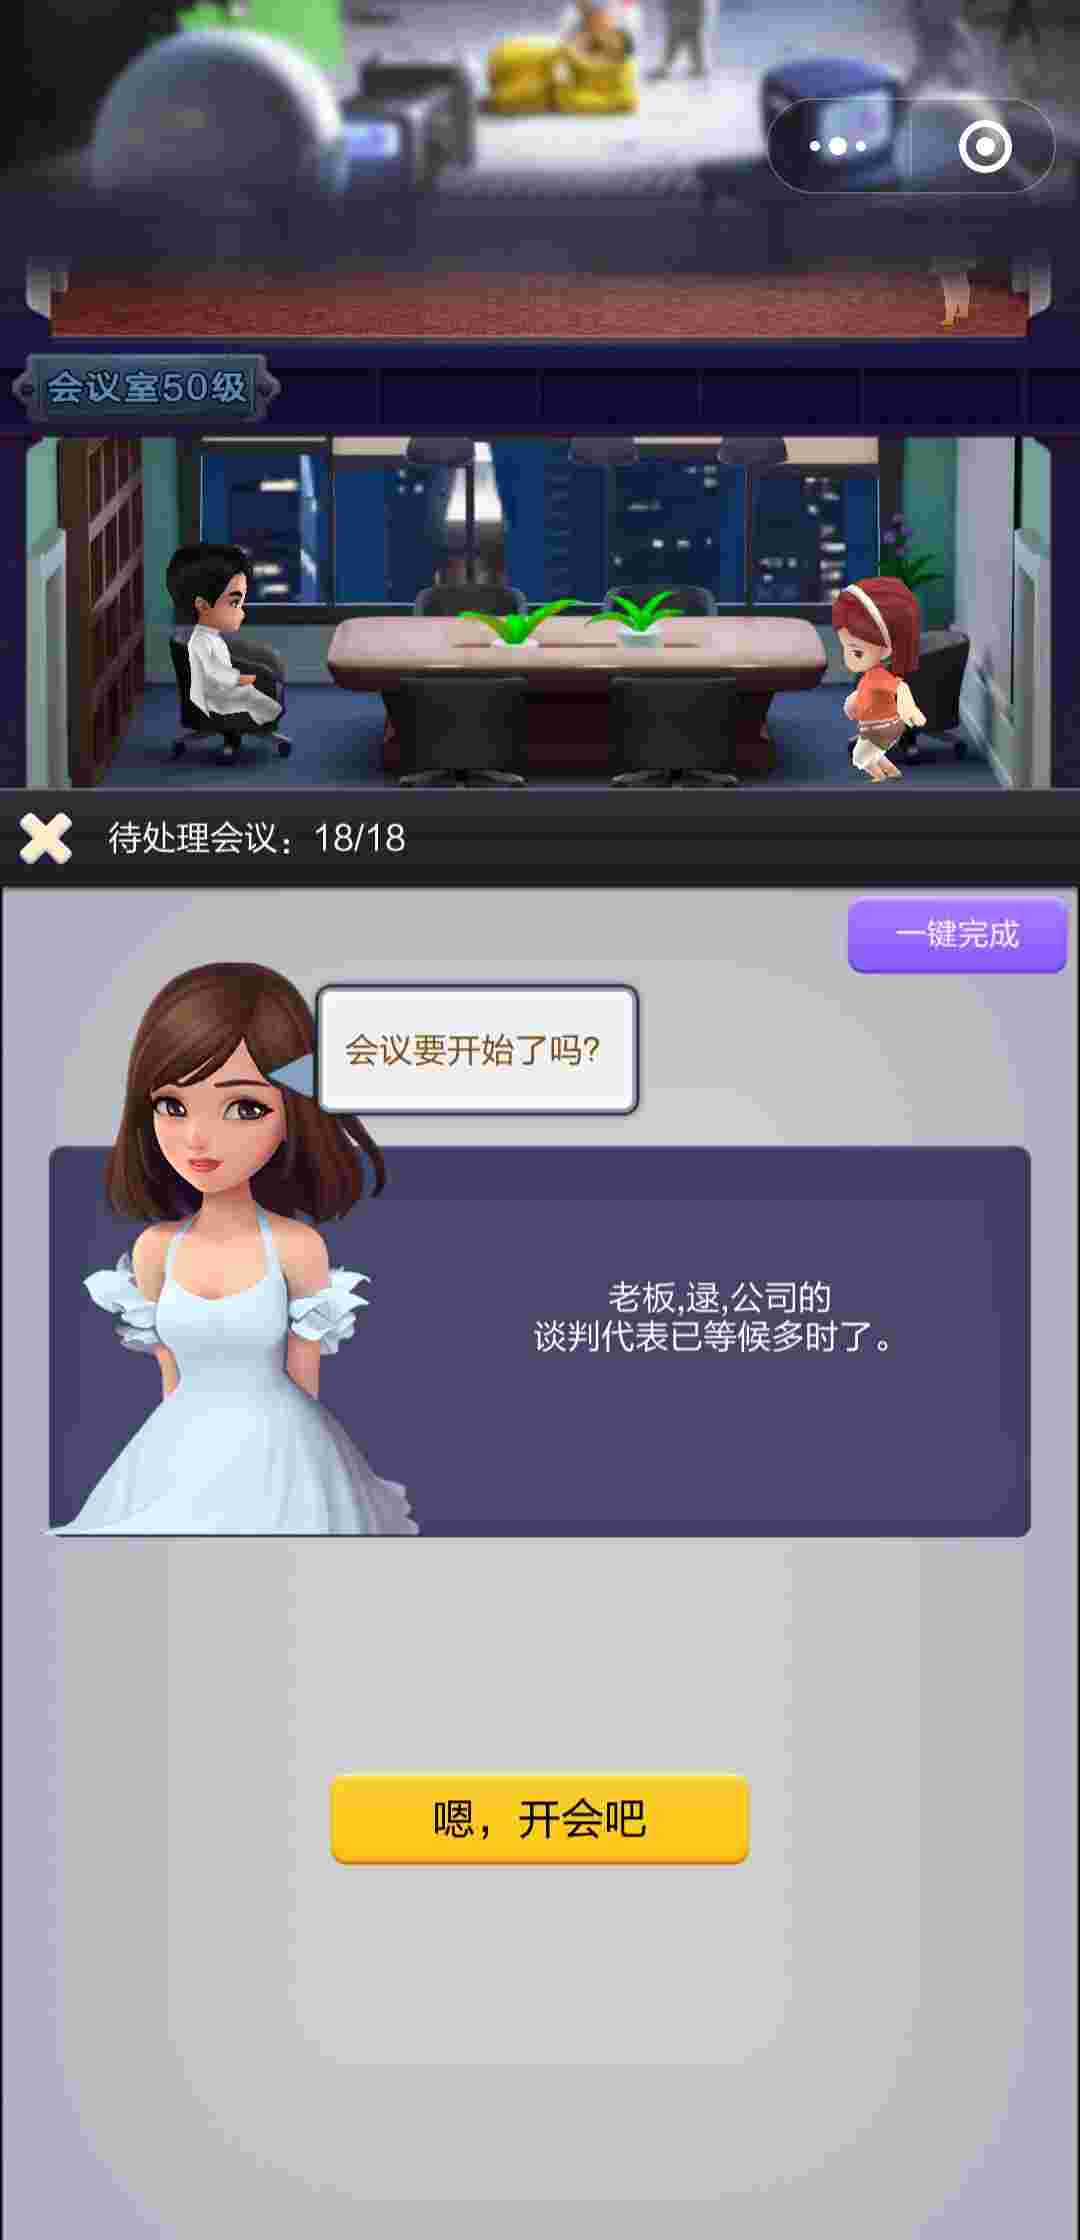 会议室50级
待处理会议：18/18
一键完成
会议要开始了吗?
老板,逯,公司的
谈判代表已等候多时了。
嗯，开会吧